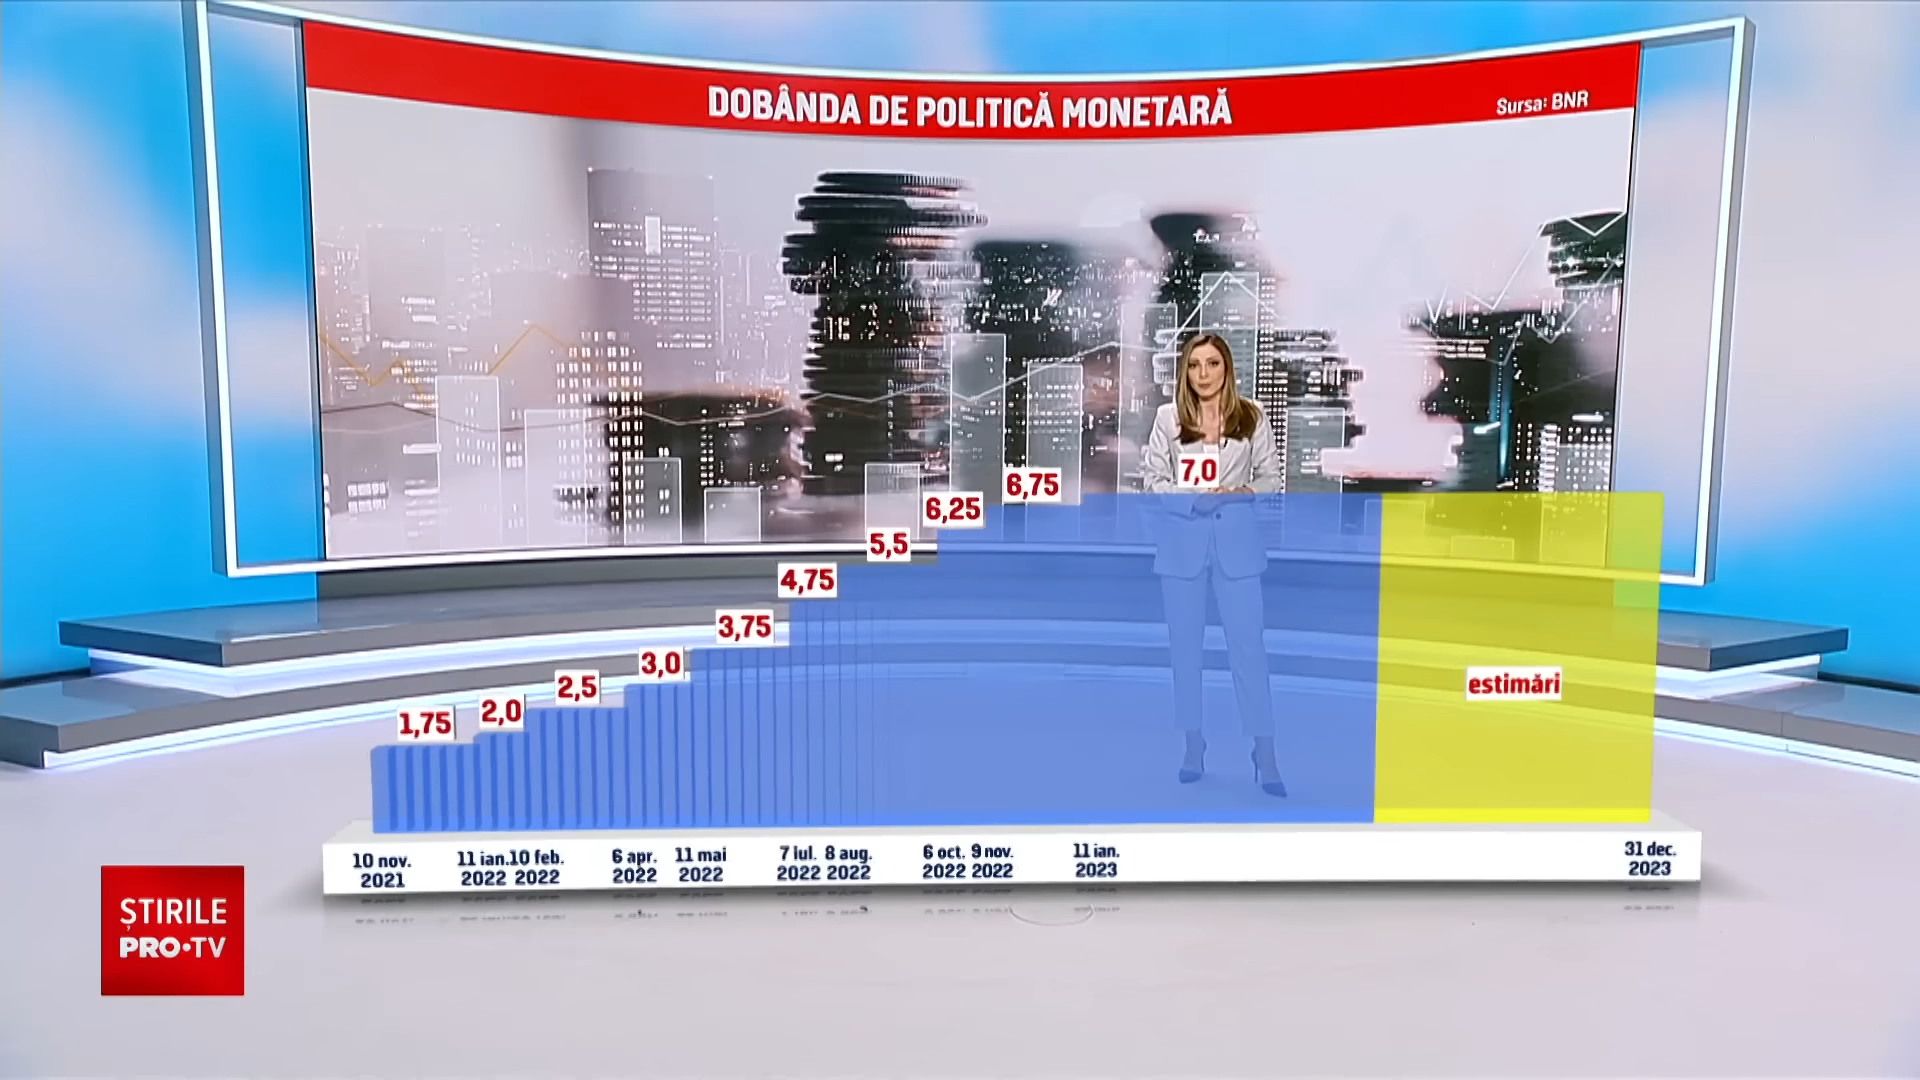 DOBÂNDA DE POLITICĂ MONETARĂ
Sursa: BNR
7,0
6,75
6,25
5,5
4,75
3,75
3,0
2,5
2,0
1,75
estimări
10 nov.
2021
11 ian.
2022
10 feb.
2022
6 apr.
2022
11 mai
2022
7 iul.
2022
8 aug.
2022
6 oct.
2022
9 nov.
2022
11 ian.
2023
31 dec.
2023
ȘTIRILE
PRO•TV